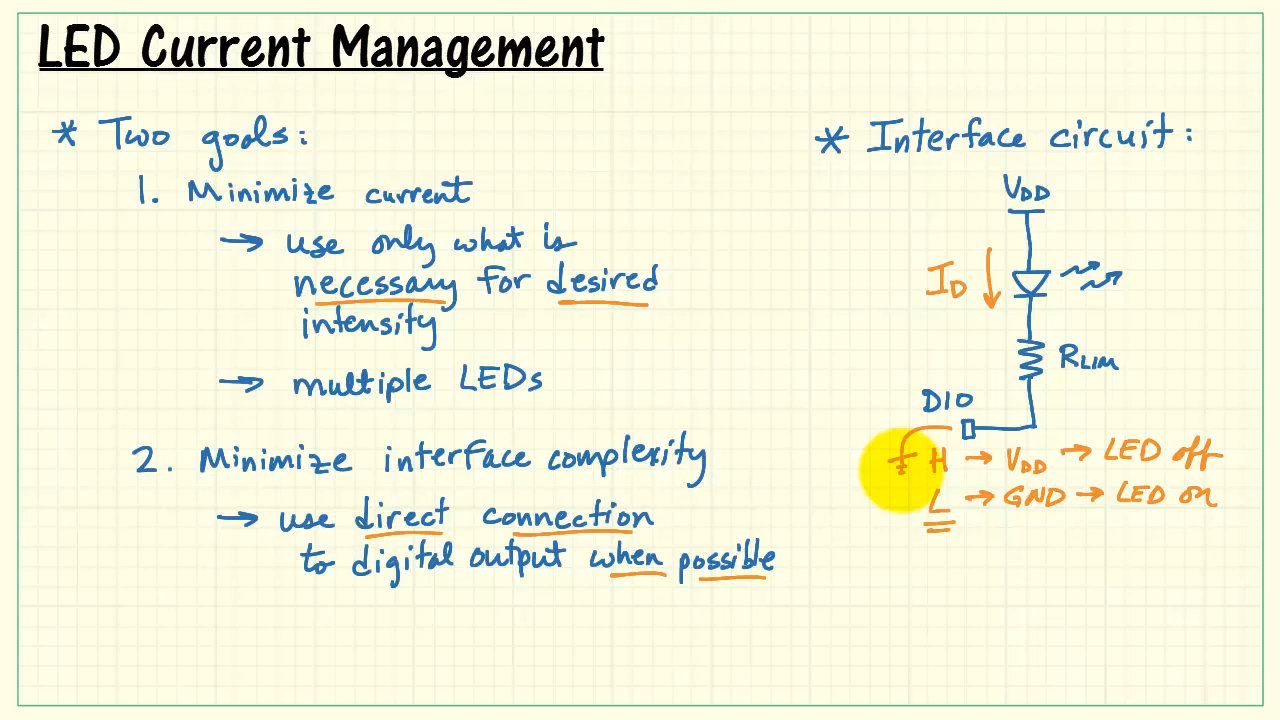 LED Current Management
* Two goals:
1. Minimize current
→ use only what is
necessary for desired
intensity
→ multiple LEDs
2. Minimize interface complexity
→ use direct connection
to digital output when possible
* Interface circuit:
VDD
ID
RLIM
DIO
H → VDD → LED off
L → GND → LED on